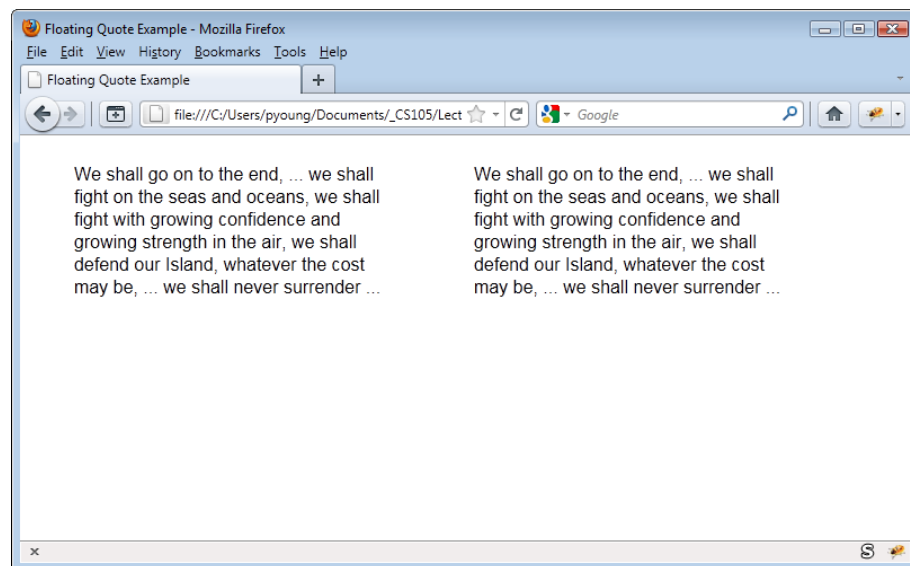 Floating Quote Example - Mozilla Firefox
File Edit View History Bookmarks Tools Help
Floating Quote Example
file:///C:/Users/pyoung/Documents/_CS105/Lect
Google
We shall go on to the end, ... we shall
fight on the seas and oceans, we shall
fight with growing confidence and
growing strength in the air, we shall
defend our Island, whatever the cost
may be, ... we shall never surrender ...
We shall go on to the end, ... we shall
fight on the seas and oceans, we shall
fight with growing confidence and
growing strength in the air, we shall
defend our Island, whatever the cost
may be, ... we shall never surrender ...
x
S